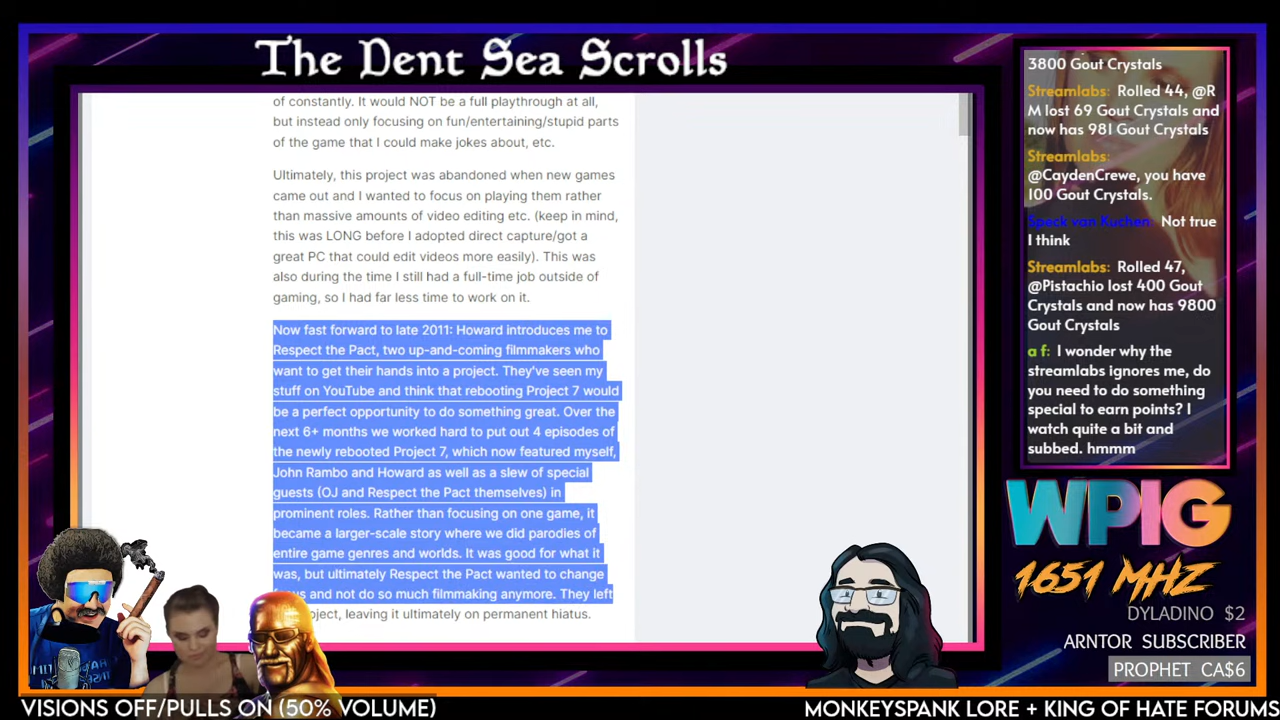 The Dent Sea Scrolls
of constantly. It would NOT be a full playthrough at all,
but instead only focusing on fun/entertaining/stupid parts
of the game that I could make jokes about, etc.
Ultimately, this project was abandoned when new games
came out and I wanted to focus on playing them rather
than massive amounts of video editing etc. (keep in mind,
this was LONG before I adopted direct capture/got a
great PC that could edit videos more easily). This was
also during the time I still had a full-time job outside of
gaming, so I had far less time to work on it.
Now fast forward to late 2011: Howard introduces me to
Respect the Pact, two up-and-coming filmmakers who
want to get their hands into a project. They've seen my
stuff on YouTube and think that rebooting Project 7 would
be a perfect opportunity to do something great. Over the
next 6+ months we worked hard to put out 4 episodes of
the newly rebooted Project 7, which now featured myself,
John Rambo and Howard as well as a slew of special
guests (OJ and Respect the Pact themselves) in
prominent roles. Rather than focusing on one game, it
became a larger-scale story where we did parodies of
entire game genres and worlds. It was good for what it
was, but ultimately Respect the Pact wanted to change
and not do so much filmmaking anymore. They left
leaving it ultimately on permanent hiatus.
3800 Gout Crystals
Streamlabs: Rolled 44, @R
M lost 69 Gout Crystals and
now has 981 Gout Crystals
Streamlabs:
@CaydenCrewe, you have
100 Gout Crystals.
Speck van Kuchen: Not true
I think
Streamlabs: Rolled 47,
@Pistachio lost 400 Gout
Crystals and now has 9800
Gout Crystals
a f: I wonder why the
streamlabs ignores me, do
you need to do something
special to earn points? I
watch quite a bit and
subbed. hmmm
WPIG
1651 MHZ
DYLADINO $2
ARNTOR SUBSCRIBER
PROPHET CA$6
VISIONS OFF/PULLS ON (50% VOLUME)
MONKEYSPANK LORE + KING OF HATE FORUMS